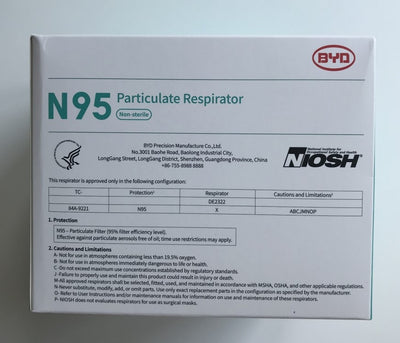 BYD
N95 Particulate Respirator
Non-sterile
BYD Precision Manufacture Co.,Ltd.
No.3001 Baohe Road, Baolong Industrial City,
LongGang Street, LongGang District, Shenzhen, Guangdong Province, China
+86-755-8988 8888
National Institute for
Occupational Safety and Health
NIOSH
This respirator is approved only in the following configuration:
TC- Protection¹ Respirator Cautions and Limitations²
DE2322
84A-9221 N95 X ABCJMNOP
1. Protection
N95 - Particulate Filter (95% filter efficiency level).
Effective against particulate aerosols free of oil, time use restrictions may apply.
2. Cautions and Limitations
A- Not for use in atmospheres containing less than 19.5% oxygen.
B- Not for use in atmospheres immediately dangerous to life or health.
C-Do not exceed maximum use concentrations established by regulatory standards.
J - Failure to properly use and maintain this product could result in injury or death.
M-All approved respirators shall be selected, fitted, used, and maintained in accordance with MSHA, OSHA, and other applicable regulations.
N- Never substitute, modify, add, or omit parts. Use only exact replacement parts in the configuration as specified by the manufacturer.
O- Refer to User Instructions and/or maintenance manuals for information on use and maintenance of these respirators.
P- NIOSH does not evaluates respirators for use as surgical masks.